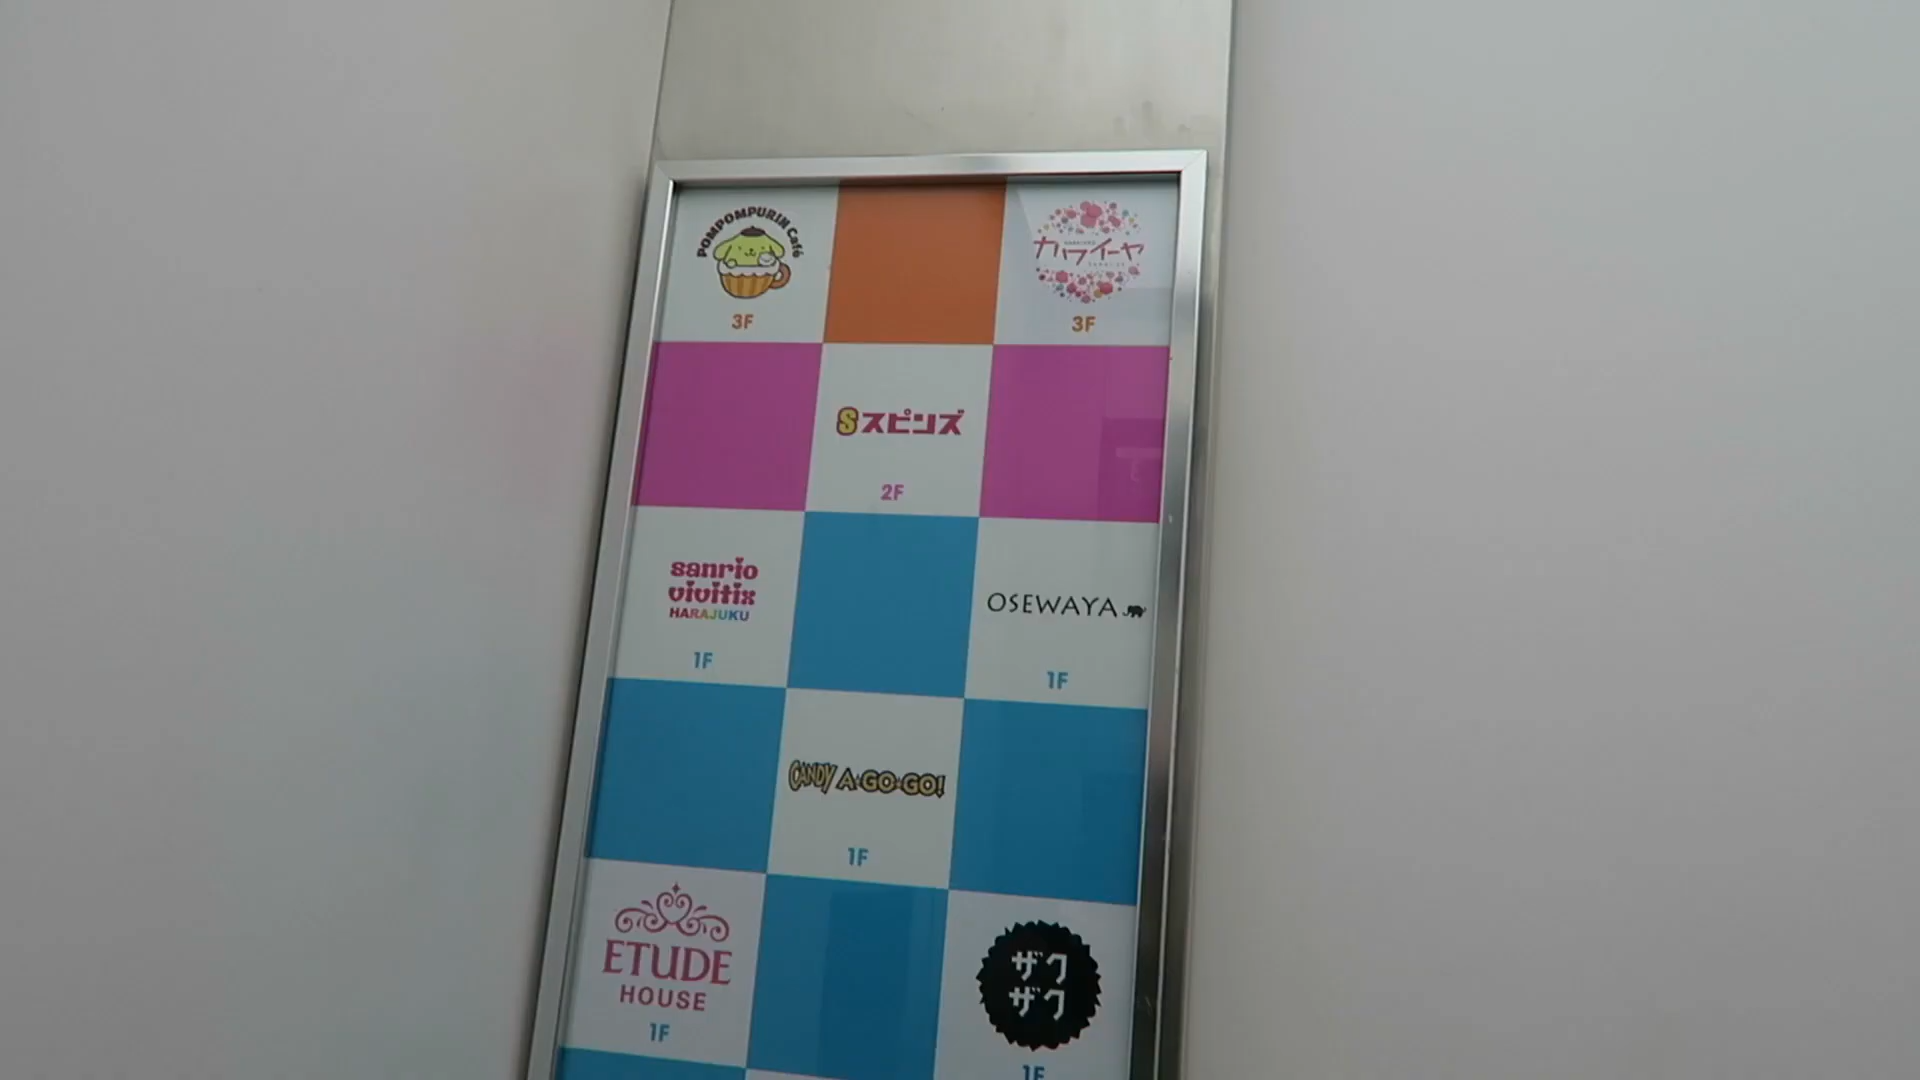 POMPOMPURIN Café
3F
カワイーヤ
3F
Sスピンズ
2F
sanrio
vivitix
HARAJUKU
1F
OSEWAYA
1F
CANDY A·GO·GO!
1F
ETUDE
HOUSE
1F
ザク
ザク
1F